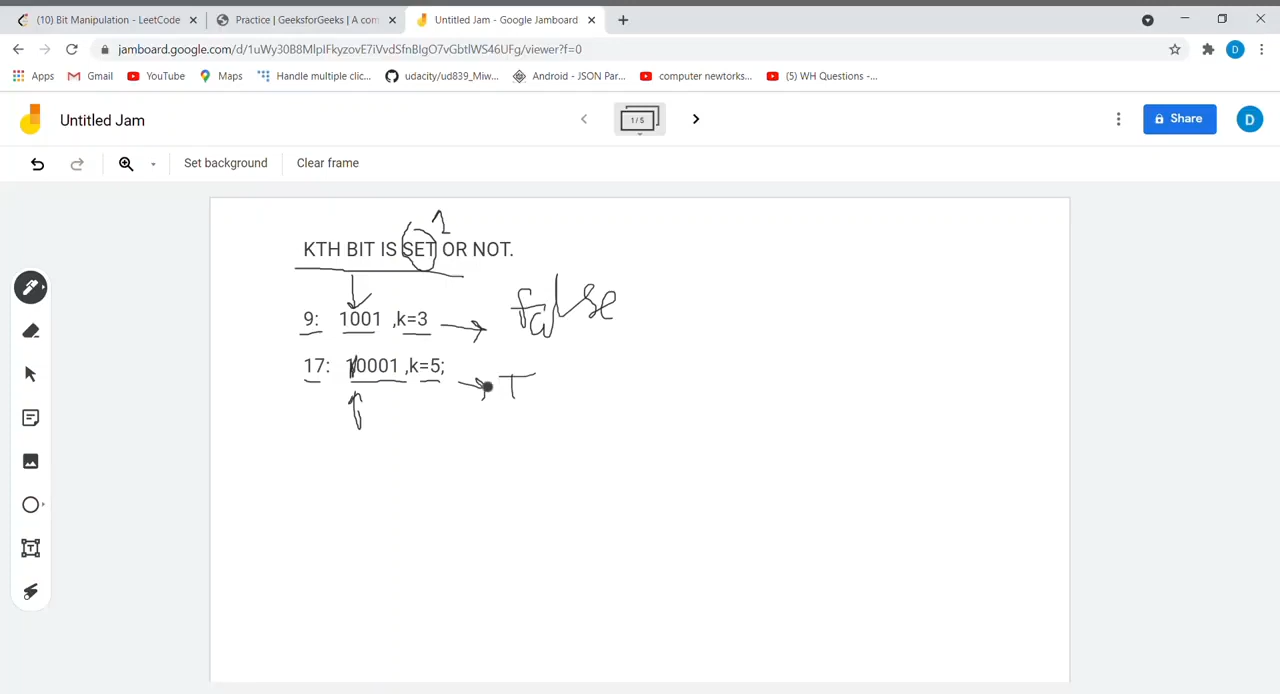 (10) Bit Manipulation - LeetCode
Practice | GeeksforGeeks | A com
Untitled Jam - Google Jamboard
jamboard.google.com/d/1uWy30B8MlpIFkyzovE7iVvdSfnBIgO7vGbtlWS46UFg/viewer?f=0
D
Apps
Gmail
YouTube
Maps
Handle multiple clic...
udacity/ud839_Miw...
Android - JSON Par...
computer newtorks...
(5) WH Questions -...
Untitled Jam
1/5
Share
D
Set background
Clear frame
1
KTH BIT IS SET OR NOT.
9: 1001 ,k=3 false
17: 10001 ,k=5; T